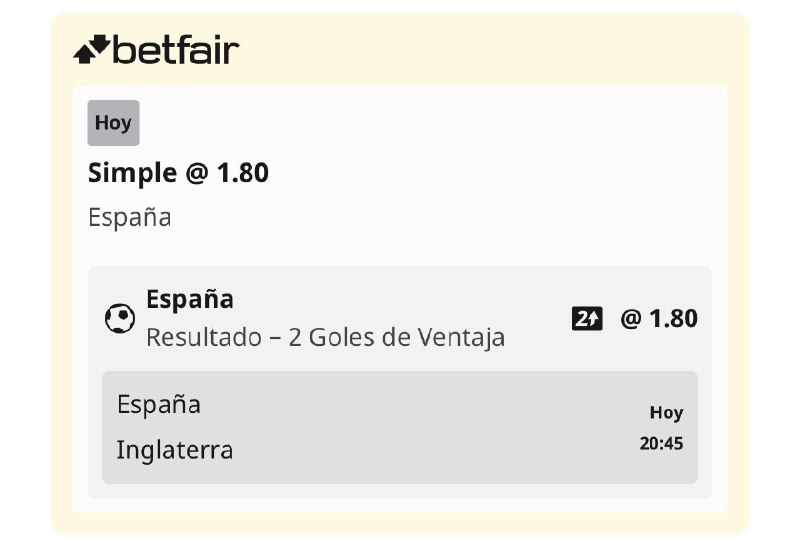 betfair
Hoy
Simple @ 1.80
España
España
Resultado – 2 Goles de Ventaja
2 @ 1.80
España
Hoy
Inglaterra
20:45